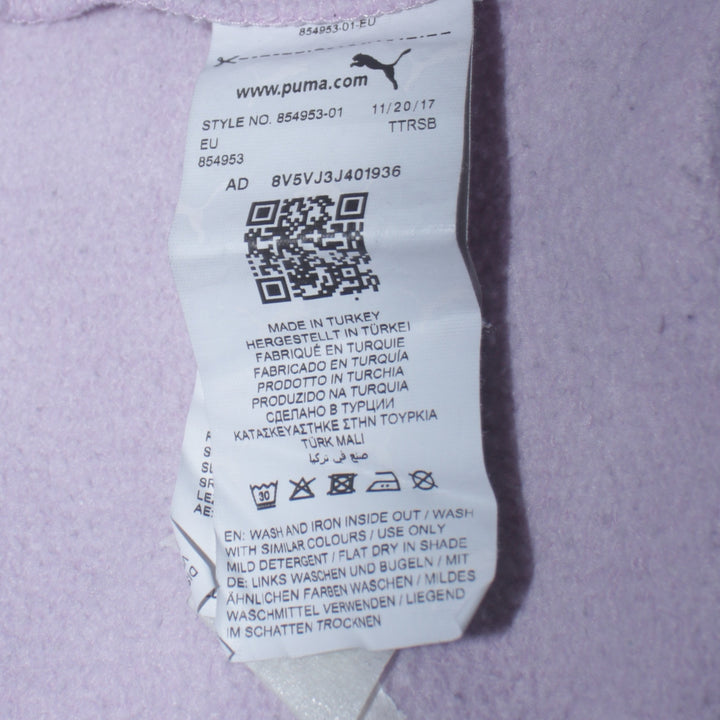 854953-01-EU
www.puma.com
STYLE NO. 854953-01 11/20/17
EU TTRSB
854953
AD 8V5VJ3J401936
MADE IN TURKEY
HERGESTELLT IN TÜRKEI
FABRIQUÉ EN TURQUIE
FABRICADO EN TURQUÍA
PRODOTTO IN TURCHIA
PRODUZIDO NA TURQUIA
СДЕЛАНО В ТУРЦИИ
ΚΑΤΑΣΚΕΥΑΣΤΗΚΕ ΣΤΗΝ ΤΟΥΡΚΙΑ
TÜRK MALI
صنع في تركيا
30
EN: WASH AND IRON INSIDE OUT / WASH
WITH SIMILAR COLOURS / USE ONLY
MILD DETERGENT / FLAT DRY IN SHADE
DE: LINKS WASCHEN UND BUGELN / MIT
ÄHNLICHEN FARBEN WASCHEN / MILDES
WASCHMITTEL VERWENDEN / LIEGEND
IM SCHATTEN TROCKNEN